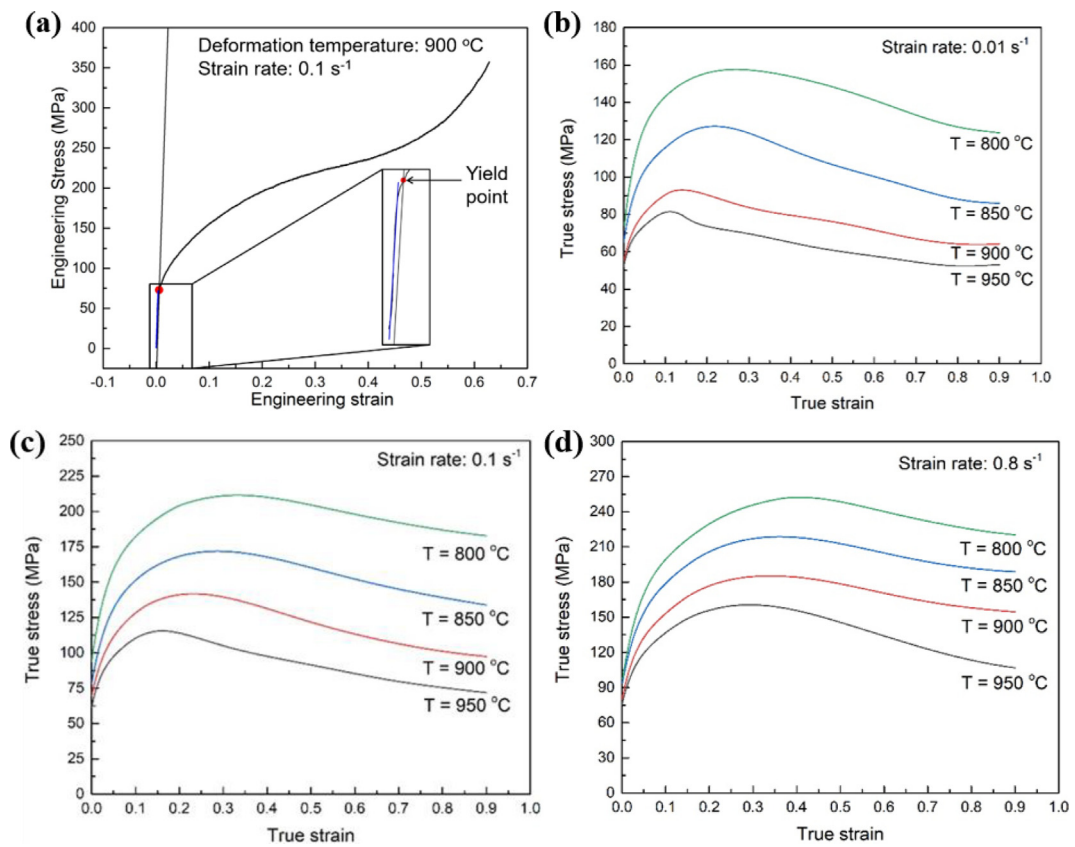 (a)
Deformation temperature: 900 °C
Strain rate: 0.1 s⁻¹
Yield
point
Engineering Stress (MPa)
400
350
300
250
200
150
100
50
0
-0.1 0.0 0.1 0.2 0.3 0.4 0.5 0.6 0.7
Engineering strain
(b)
Strain rate: 0.01 s⁻¹
True stress (MPa)
180
160
140
120
100
80
60
40
20
0
T = 800 °C
T = 850 °C
T = 900 °C
T = 950 °C
0.0 0.1 0.2 0.3 0.4 0.5 0.6 0.7 0.8 0.9 1.0
True strain
(c)
Strain rate: 0.1 s⁻¹
True stress (MPa)
250
225
200
175
150
125
100
75
50
25
0
T = 800 °C
T = 850 °C
T = 900 °C
T = 950 °C
0.0 0.1 0.2 0.3 0.4 0.5 0.6 0.7 0.8 0.9 1.0
True strain
(d)
Strain rate: 0.8 s⁻¹
True stress (MPa)
300
270
240
210
180
150
120
90
60
30
0
T = 800 °C
T = 850 °C
T = 900 °C
T = 950 °C
0.0 0.1 0.2 0.3 0.4 0.5 0.6 0.7 0.8 0.9 1.0
True strain